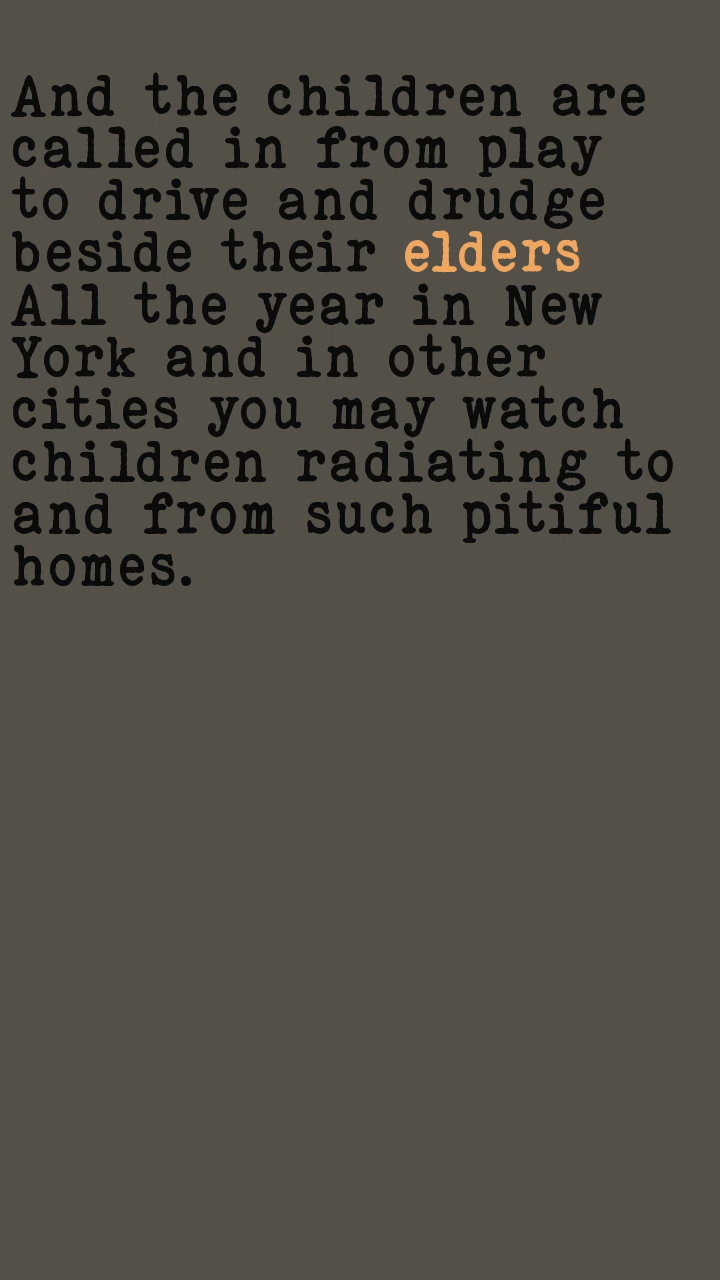 And the children are
called in from play
to drive and drudge
beside their elders
All the year in New
York and in other
cities you may watch
children radiating to
and from such pitiful
homes.